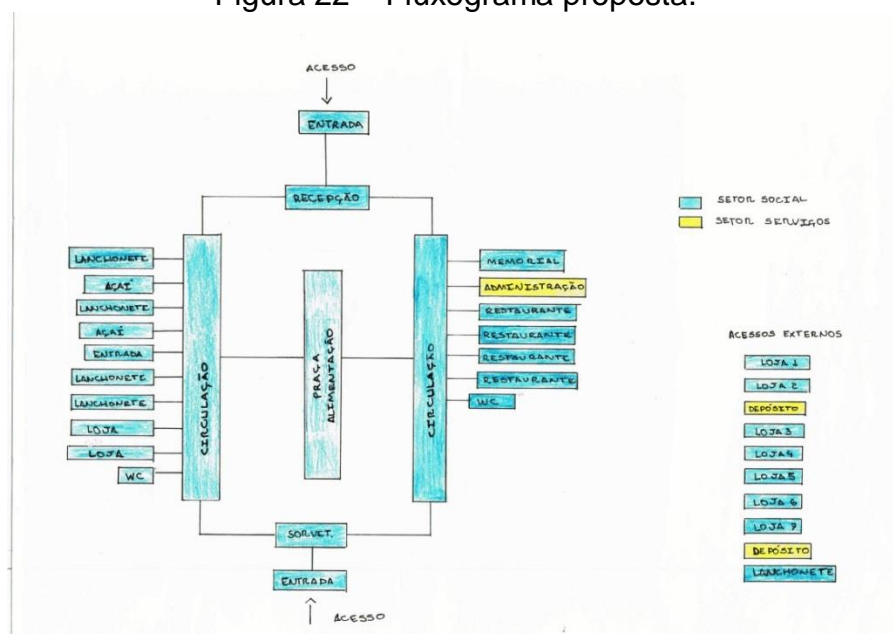 Figura 22 – Fluxograma proposta.
ACESSO
ENTRADA
RECEPÇÃO
LANCHONETE
AÇAÍ
LANCHONETE
AÇAÍ
ENTRADA
LANCHONETE
LANCHONETE
LOJA
LOJA
WC
CIRCULAÇÃO
PRAÇA
ALIMENTAÇÃO
CIRCULAÇÃO
MEMORIAL
ADMINISTRAÇÃO
RESTAURANTE
RESTAURANTE
RESTAURANTE
RESTAURANTE
WC
SORVET.
ENTRADA
ACESSO
SETOR SOCIAL
SETOR SERVIÇOS
ACESSOS EXTERNOS
LOJA 1
LOJA 2
DEPÓSITO
LOJA 3
LOJA 4
LOJA 5
LOJA 6
LOJA 7
DEPÓSITO
LANCHONETE